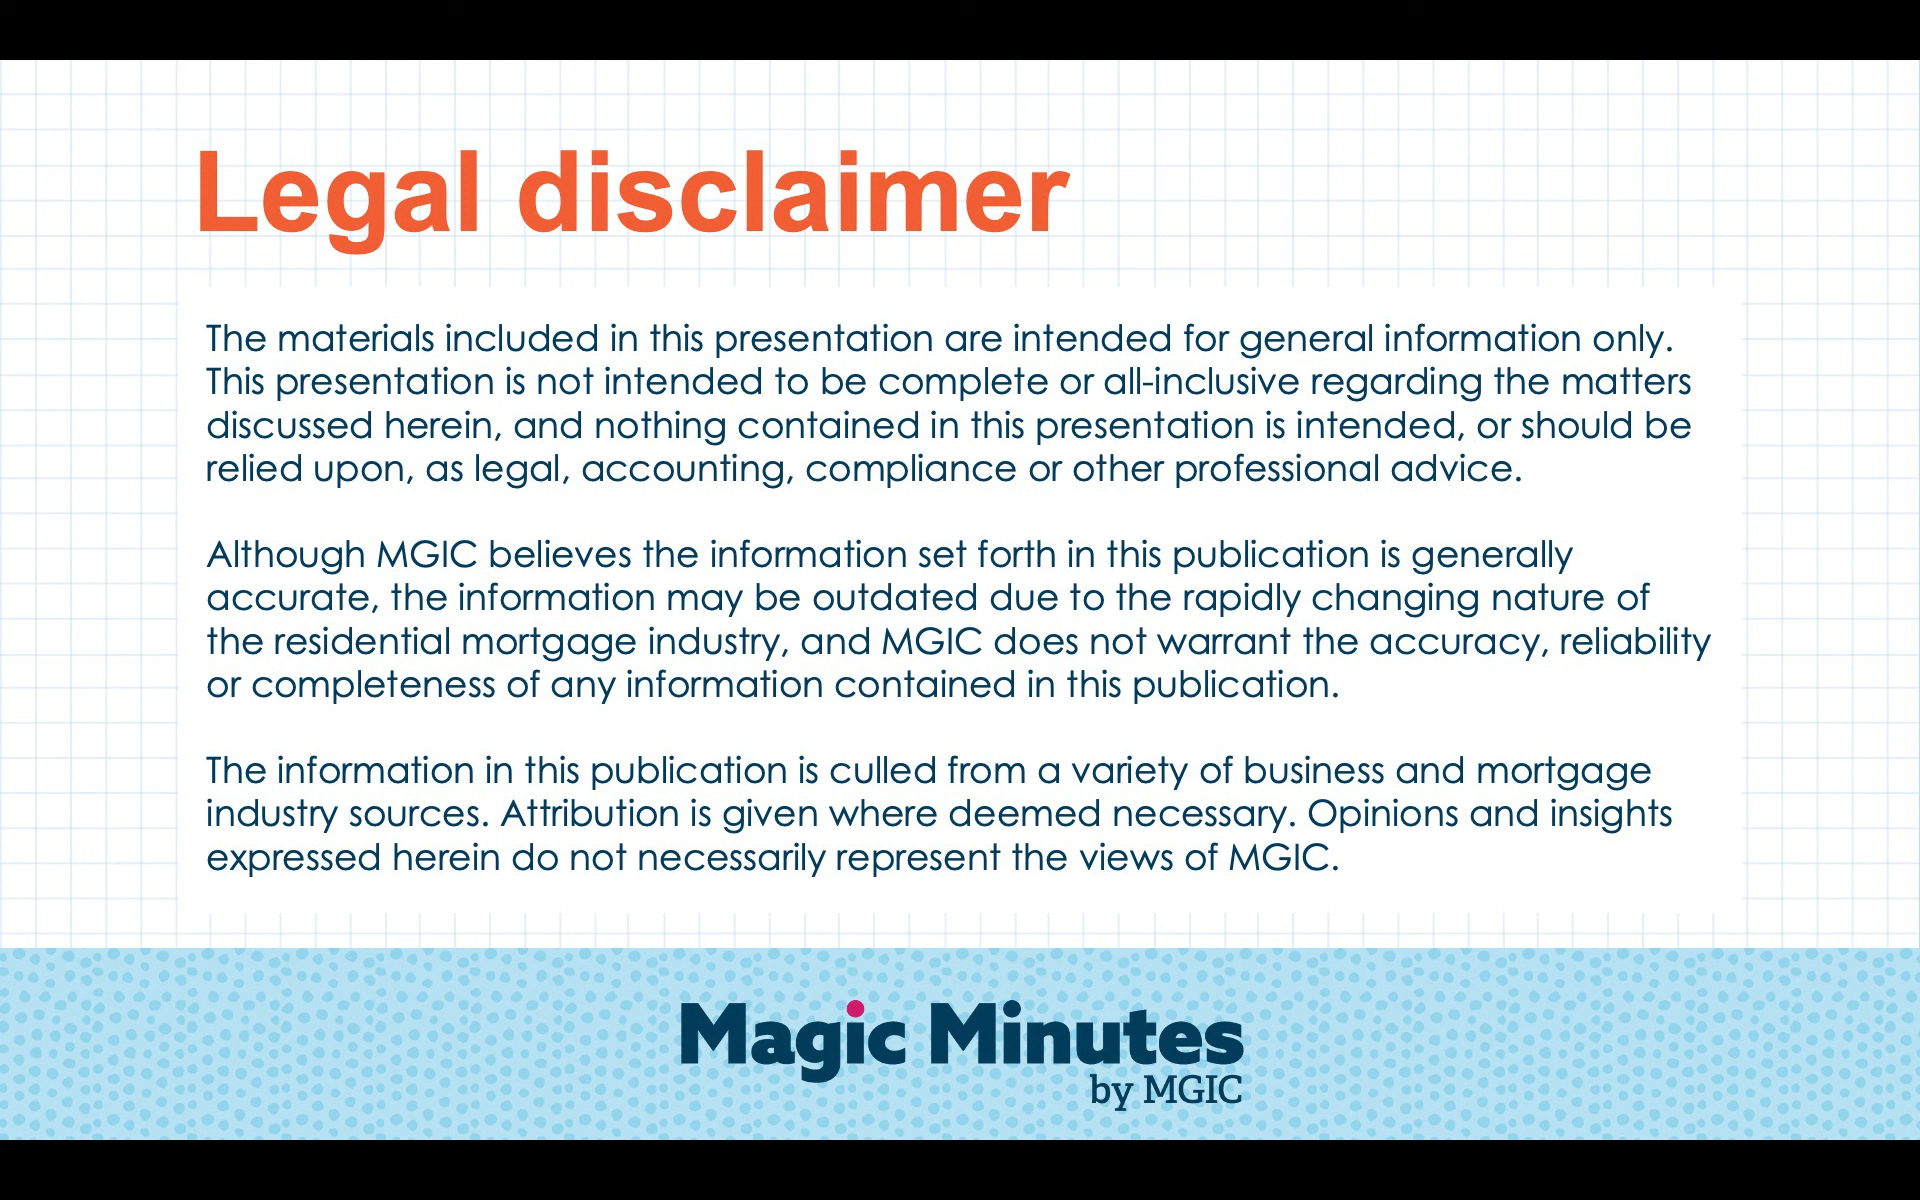 Legal disclaimer
The materials included in this presentation are intended for general information only.
This presentation is not intended to be complete or all-inclusive regarding the matters
discussed herein, and nothing contained in this presentation is intended, or should be
relied upon, as legal, accounting, compliance or other professional advice.
Although MGIC believes the information set forth in this publication is generally
accurate, the information may be outdated due to the rapidly changing nature of
the residential mortgage industry, and MGIC does not warrant the accuracy, reliability
or completeness of any information contained in this publication.
The information in this publication is culled from a variety of business and mortgage
industry sources. Attribution is given where deemed necessary. Opinions and insights
expressed herein do not necessarily represent the views of MGIC.
Magic Minutes
by MGIC